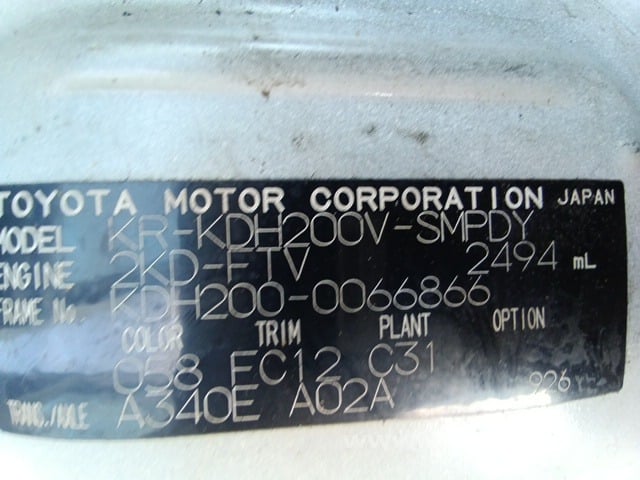 TOYOTA MOTOR CORPORATION JAPAN
MODEL KR-KDH200V-SMPDY
ENGINE 2KD-FTV 2494 mL
FRAME No. KDH200-0066866
COLOR TRIM PLANT OPTION
058 FC12 C31
TRANS./AXLE A340E A02A 926